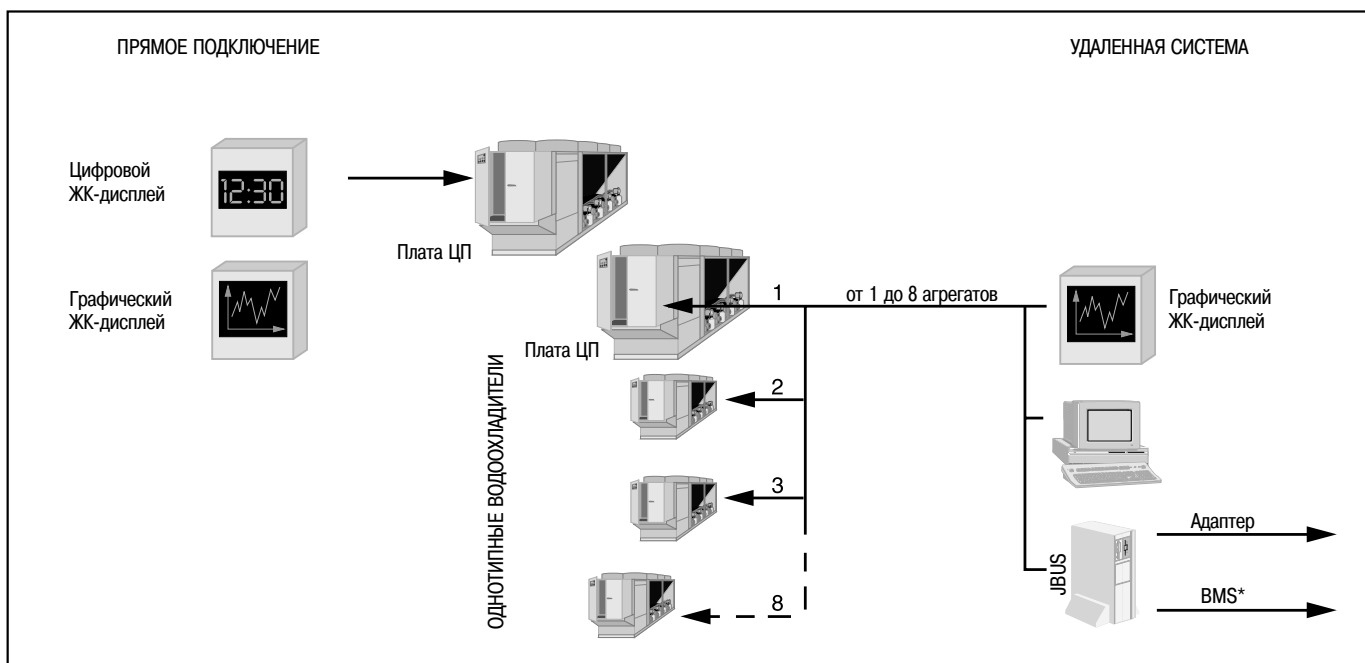 ПРЯМОЕ ПОДКЛЮЧЕНИЕ
УДАЛЕННАЯ СИСТЕМА
Цифровой
ЖК-дисплей
12:30
Плата ЦП
Графический
ЖК-дисплей
1
от 1 до 8 агрегатов
Графический
ЖК-дисплей
Плата ЦП
ОДНОТИПНЫЕ ВОДООХЛАДИТЕЛИ
2
3
8
JBUS
Адаптер
BMS*